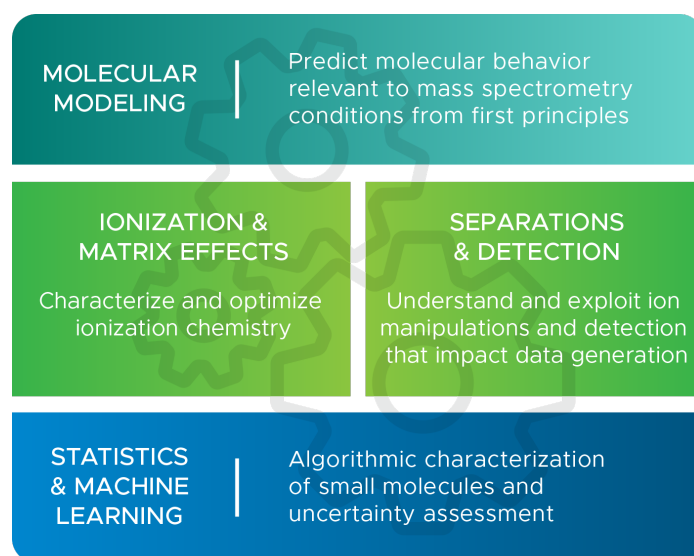 MOLECULAR
MODELING
Predict molecular behavior
relevant to mass spectrometry
conditions from first principles
IONIZATION &
MATRIX EFFECTS
Characterize and optimize
ionization chemistry
SEPARATIONS
& DETECTION
Understand and exploit ion
manipulations and detection
that impact data generation
STATISTICS
& MACHINE
LEARNING
Algorithmic characterization
of small molecules and
uncertainty assessment